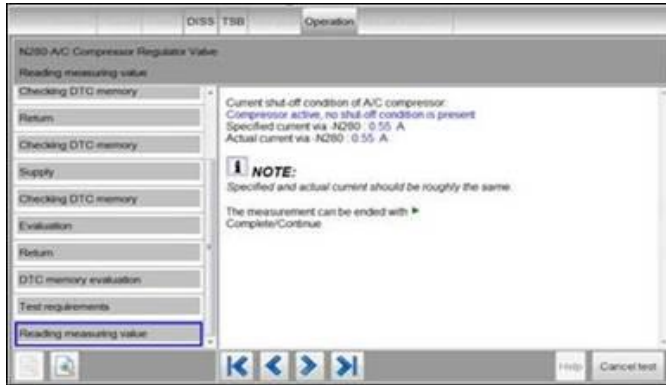 DISS TSB Operation
N280 A/C Compressor Regulator Valve
Reading measuring value
Checking DTC memory
Return
Checking DTC memory
Supply
Checking DTC memory
Evaluation
Return
DTC memory evaluation
Test requirements
Reading measuring value
Current shut-off condition of A/C compressor:
Compressor active, no shut-off condition is present
Specified current via -N280 : 0.55 A
Actual current via -N280 : 0.55 A
i NOTE:
Specified and actual current should be roughly the same.
The measurement can be ended with
Complete/Continue
Help Cancel test